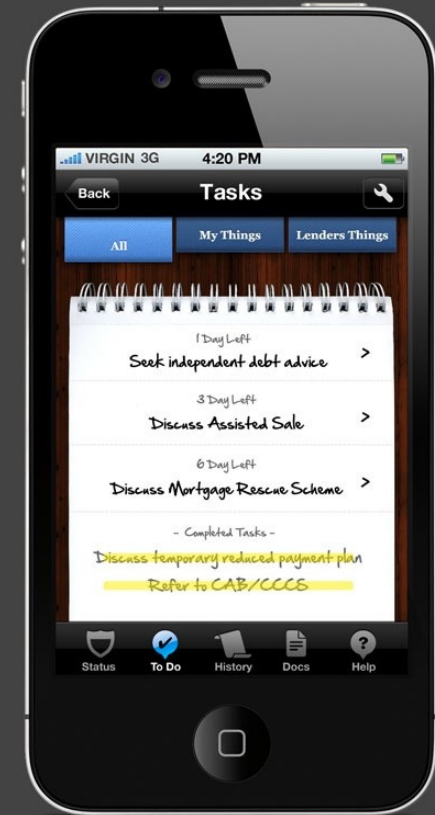 VIRGIN 3G 4:20 PM
Back Tasks
All My Things Lenders Things
1 Day Left
Seek independent debt advice >
3 Day Left
Discuss Assisted Sale >
6 Day Left
Discuss Mortgage Rescue Scheme >
- Completed Tasks -
Discuss temporary reduced payment plan
Refer to CAB/CCCS
Status To Do History Docs Help